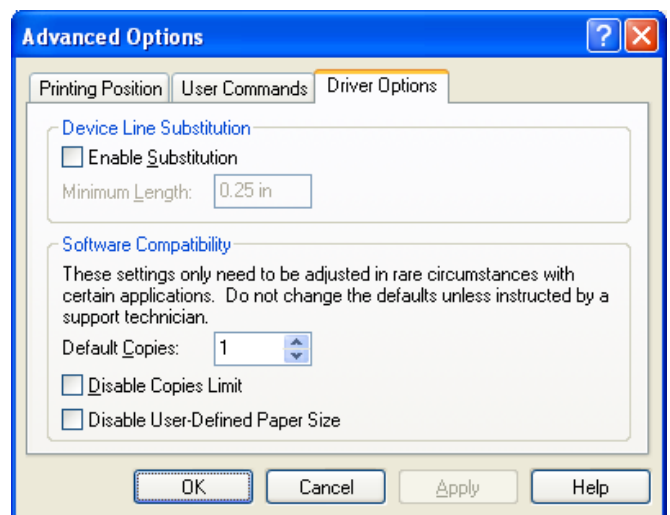 Advanced Options
Printing Position User Commands Driver Options
Device Line Substitution
Enable Substitution
Minimum Length: 0.25 in
Software Compatibility
These settings only need to be adjusted in rare circumstances with
certain applications. Do not change the defaults unless instructed by a
support technician.
Default Copies: 1
Disable Copies Limit
Disable User-Defined Paper Size
OK Cancel Apply Help